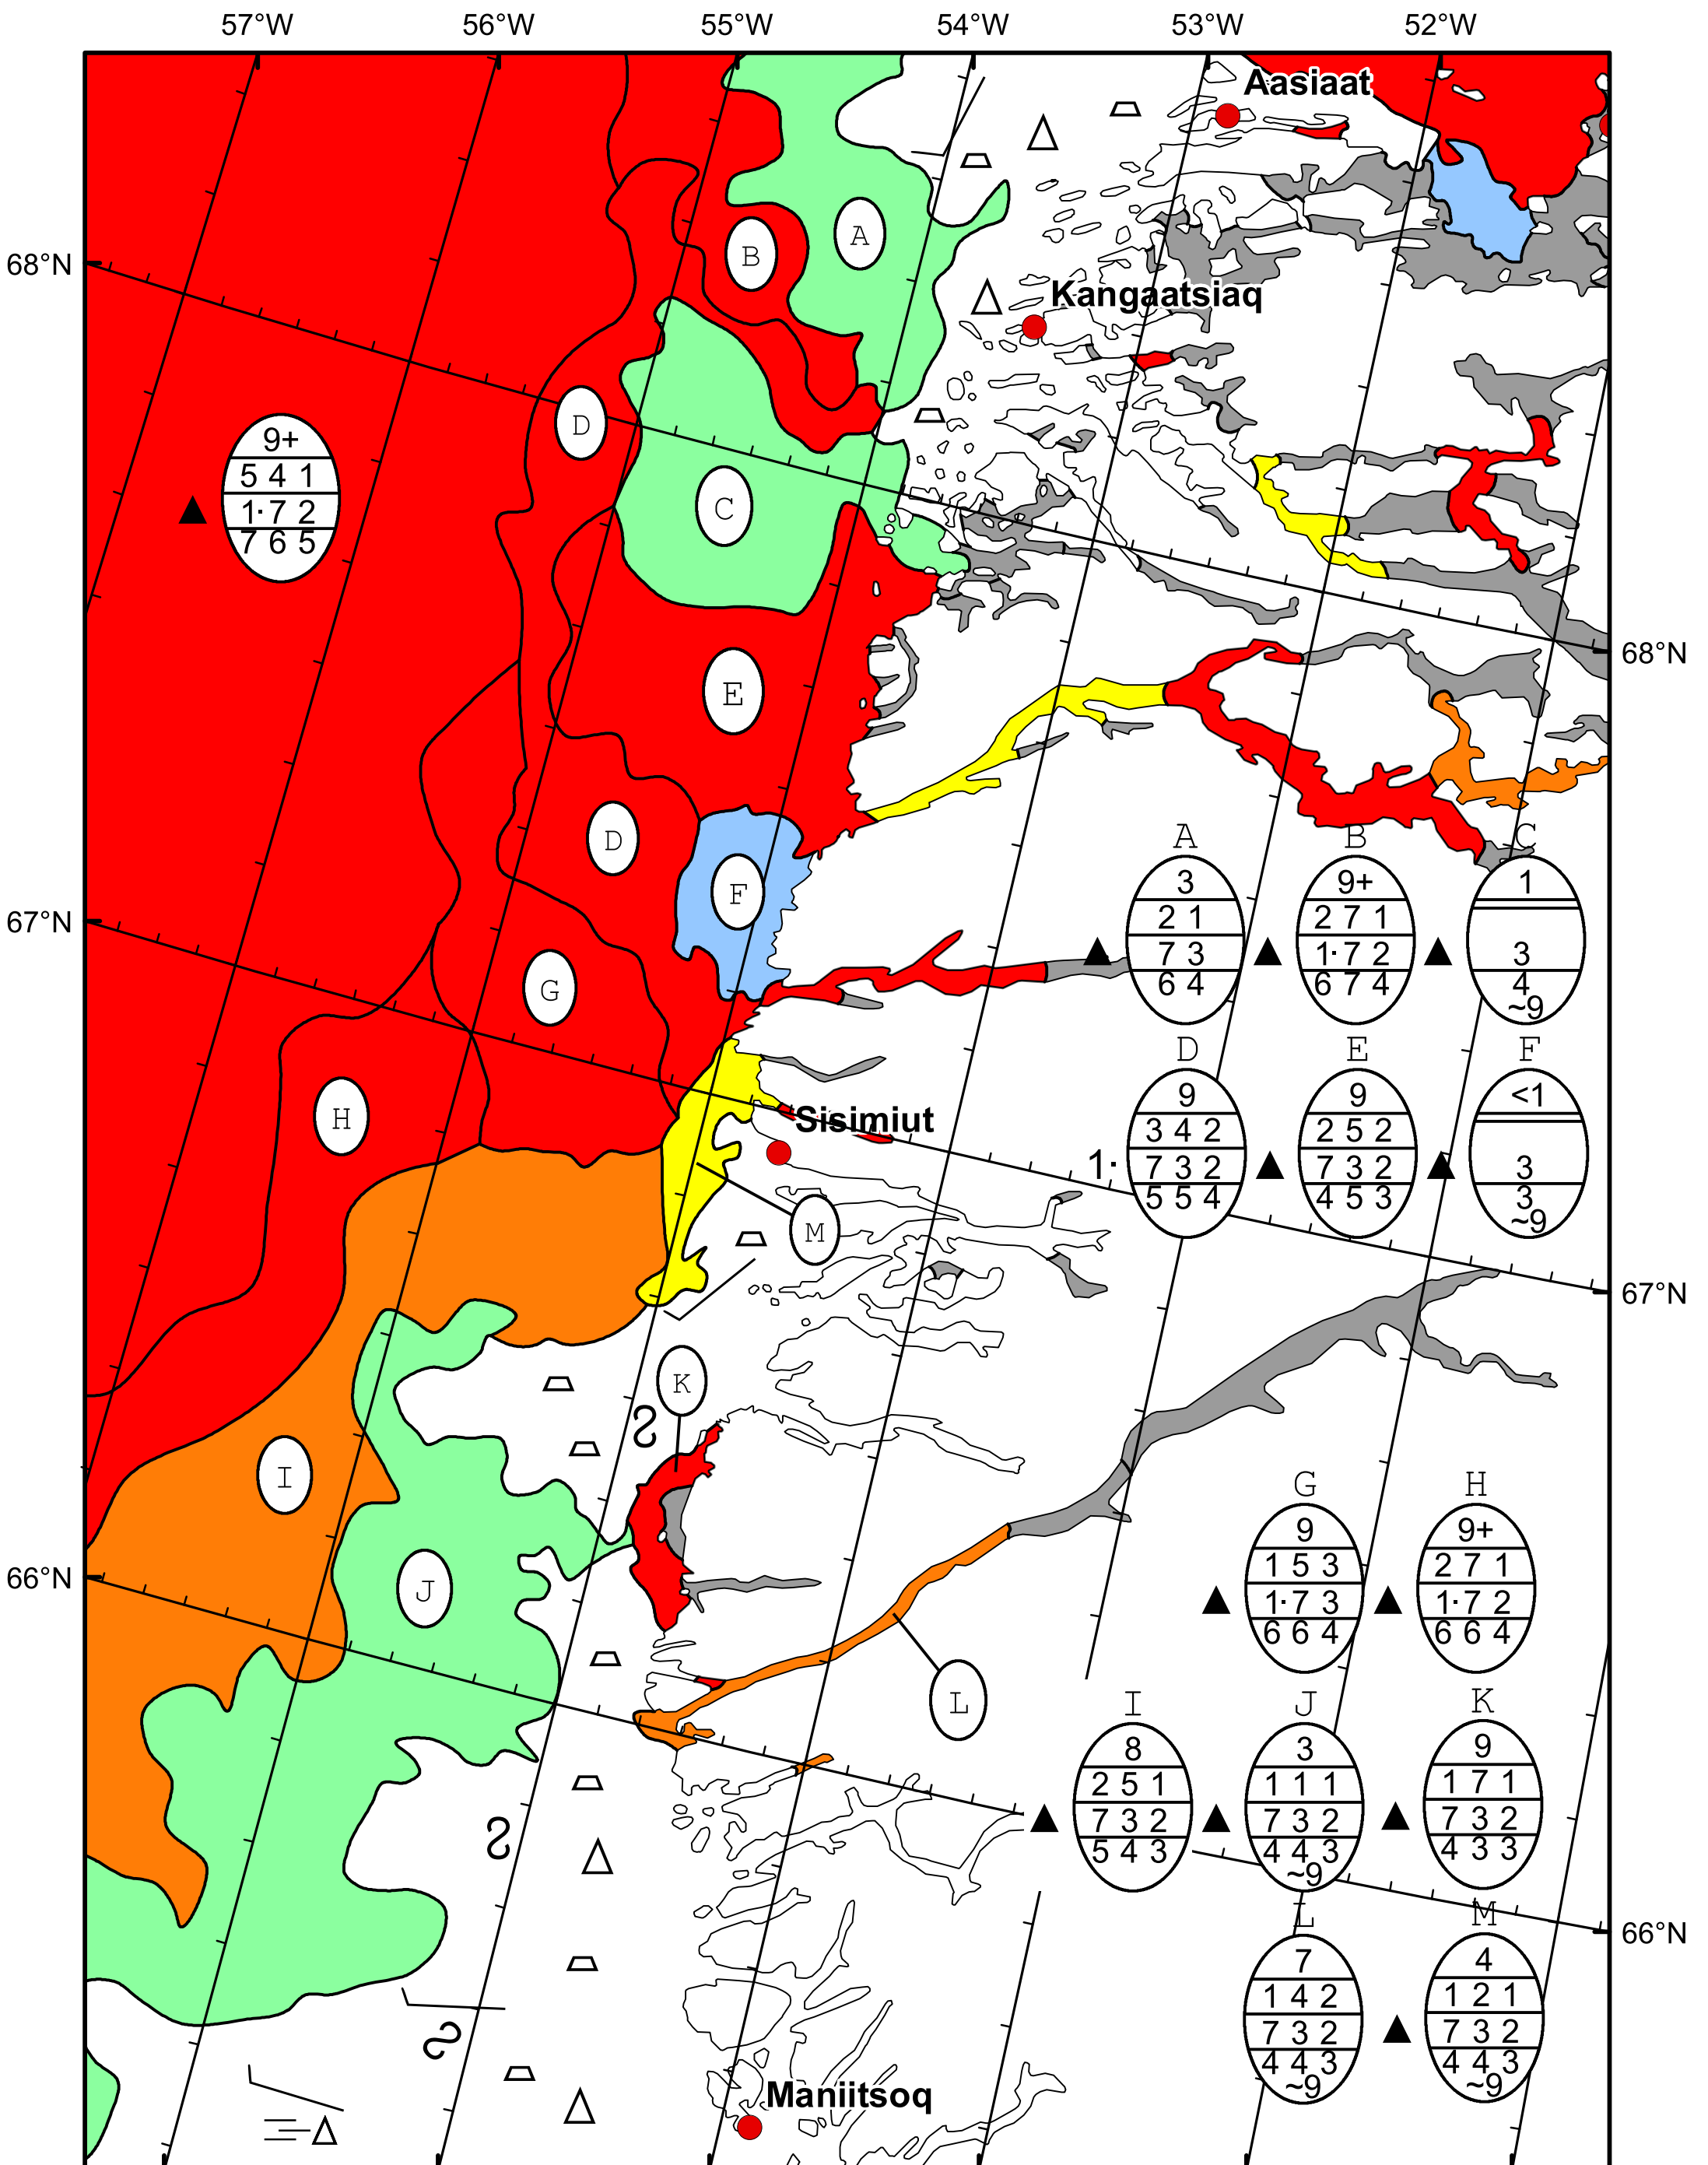 57°W 56°W 55°W 54°W 53°W 52°W
Aasiaat
A
B
68°N
Kangaatsiaq
D
9+
5 4 1
1·7 2
7 6 5
C
68°N
E
D
A B C
3 9+ 1
2 1 2 7 1
7 3 1·7 2 3
6 4 6 7 4 4
~9
F
67°N
G
D E F
9 9 <1
3 4 2 2 5 2
1· 7 3 2 7 3 2 3
5 5 4 4 5 3 3
~9
H
Sisimiut
M
67°N
K
I
G H
9 9+
1 5 3 2 7 1
1·7 3 1·7 2
6 6 4 6 6 4
66°N
J
L
I J K
8 3 9
2 5 1 1 1 1 1 7 1
7 3 2 7 3 2 7 3 2
5 4 3 4 4 3 4 3 3
~9
66°N
L M
7 4
1 4 2 1 2 1
7 3 2 7 3 2
4 4 3 4 4 3
~9 ~9
Maniitsoq